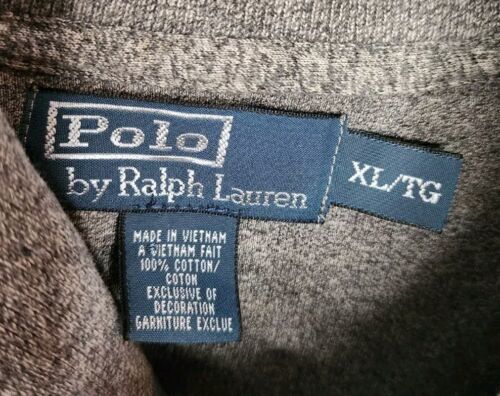 Polo
by Ralph Lauren
XL/TG
MADE IN VIETNAM
A VIETNAM FAIT
100% COTTON/
COTON
EXCLUSIVE OF
DECORATION
GARNITURE EXCLUE